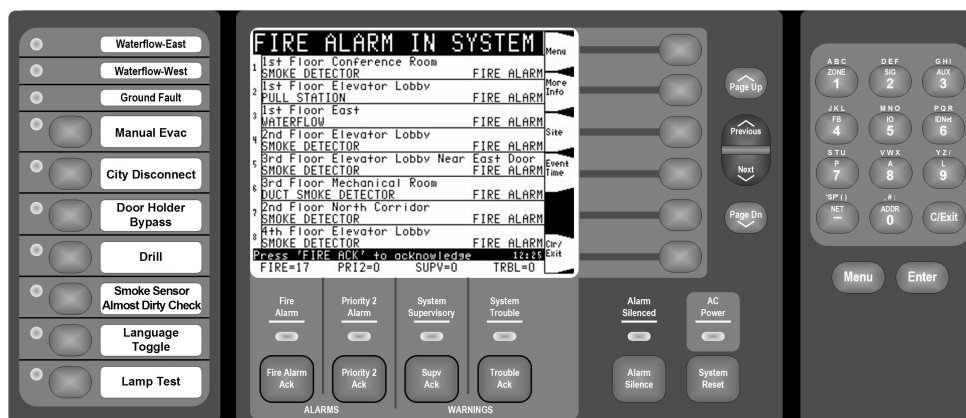 Waterflow-East
Waterflow-West
Ground Fault
Manual Evac
City Disconnect
Door Holder
Bypass
Drill
Smoke Sensor
Almost Dirty Check
Language
Toggle
Lamp Test
FIRE ALARM IN SYSTEM
1 1st Floor Conference Room
SMOKE DETECTOR FIRE ALARM
2 1st Floor Elevator Lobby
PULL STATION FIRE ALARM
3 1st Floor East
WATERFLOW FIRE ALARM
4 2nd Floor Elevator Lobby
SMOKE DETECTOR FIRE ALARM
5 3rd Floor Elevator Lobby Near East Door
SMOKE DETECTOR FIRE ALARM
6 3rd Floor Mechanical Room
DUCT SMOKE DETECTOR FIRE ALARM
7 2nd Floor North Corridor
SMOKE DETECTOR FIRE ALARM
8 4th Floor Elevator Lobby
SMOKE DETECTOR FIRE ALARM
Press 'FIRE ACK' to acknowledge 12:25
FIRE=17 PRI2=0 SUPV=0 TRBL=0
Menu
More
Info
Site
Event
Time
Clr/
Exit
Fire
Alarm
Priority 2
Alarm
System
Supervisory
System
Trouble
Fire Alarm
Ack
Priority 2
Ack
Supv
Ack
Trouble
Ack
ALARMS
WARNINGS
Alarm
Silenced
AC
Power
Alarm
Silence
System
Reset
Page Up
Previous
Next
Page Dn
A B C
ZONE
1
D E F
SIG
2
G H I
AUX
3
J K L
FB
4
M N O
IO
5
P Q R
IDNet
6
S T U
P
7
V W X
A
8
Y Z /
L
9
'SP' ( )
NET
–
, # :
ADDR
0
C/Exit
Menu
Enter